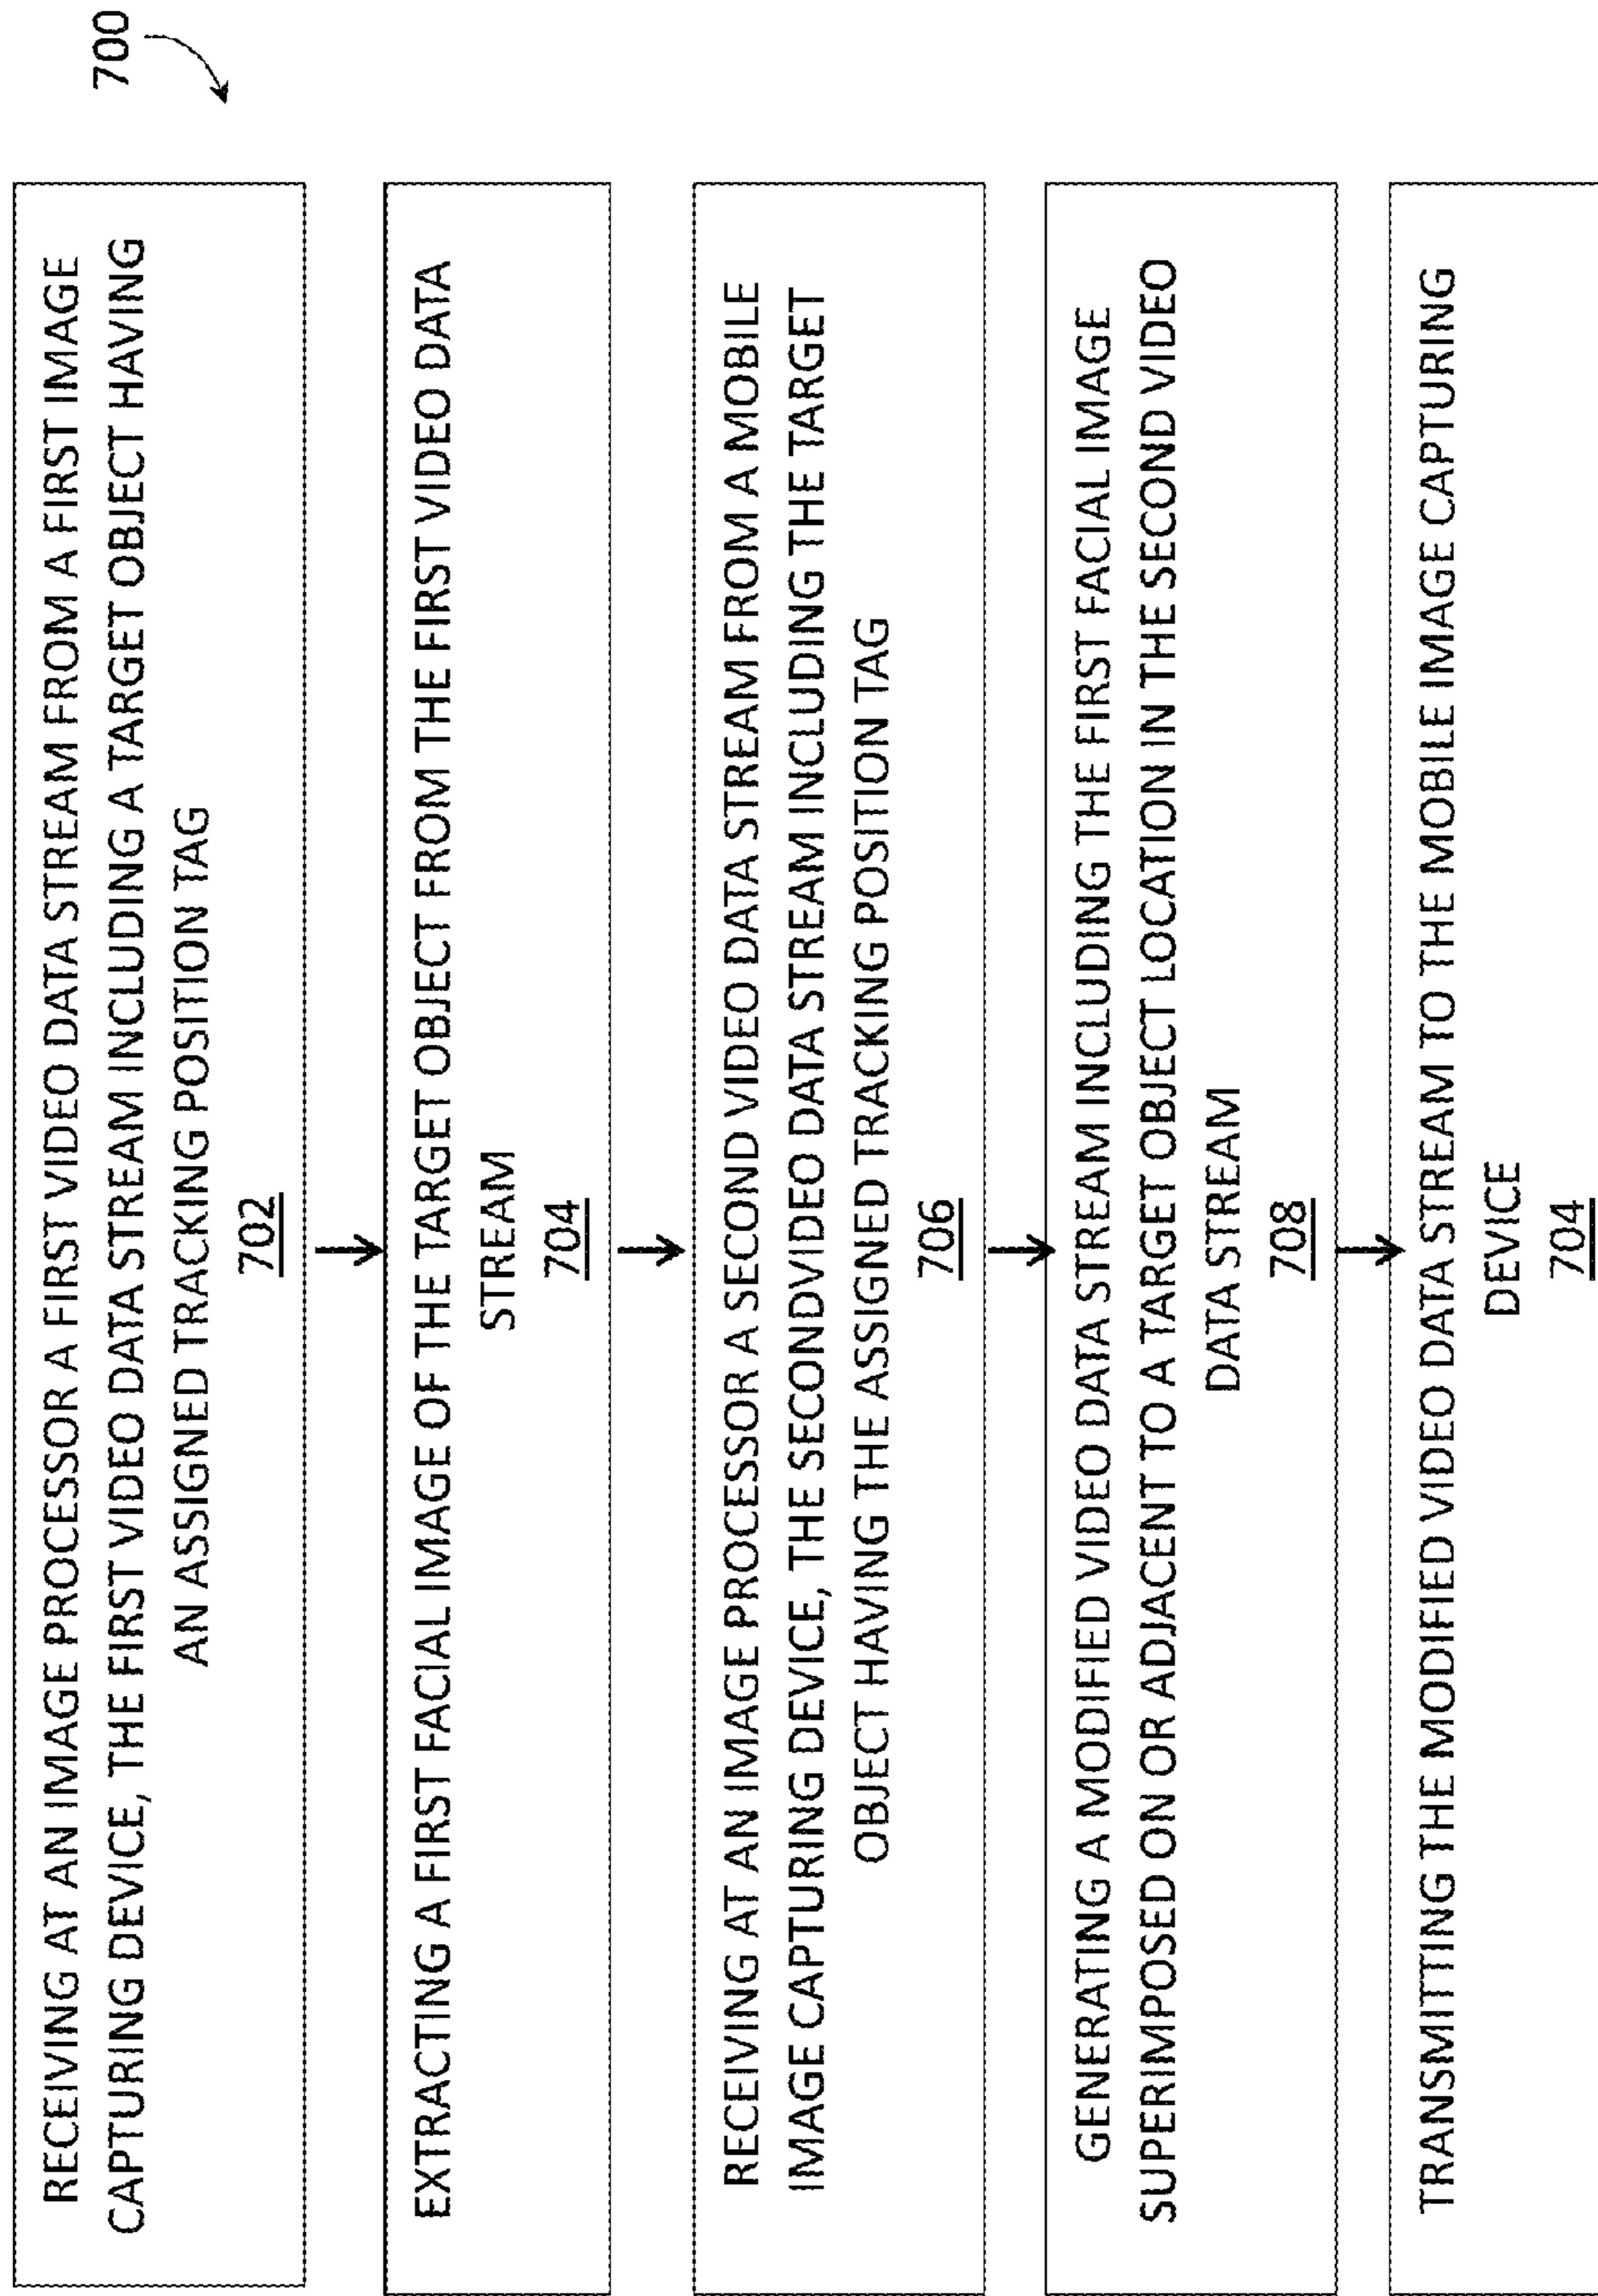 700
RECEIVING AT AN IMAGE PROCESSOR A FIRST VIDEO DATA STREAM FROM A FIRST IMAGE
CAPTURING DEVICE, THE FIRST VIDEO DATA STREAM INCLUDING A TARGET OBJECT HAVING
AN ASSIGNED TRACKING POSITION TAG
702
EXTRACTING A FIRST FACIAL IMAGE OF THE TARGET OBJECT FROM THE FIRST VIDEO DATA
STREAM
704
RECEIVING AT AN IMAGE PROCESSOR A SECOND VIDEO DATA STREAM FROM A MOBILE
IMAGE CAPTURING DEVICE, THE SECONDVIDEO DATA STREAM INCLUDING THE TARGET
OBJECT HAVING THE ASSIGNED TRACKING POSITION TAG
706
GENERATING A MODIFIED VIDEO DATA STREAM INCLUDING THE FIRST FACIAL IMAGE
SUPERIMPOSED ON OR ADJACENT TO A TARGET OBJECT LOCATION IN THE SECOND VIDEO
DATA STREAM
708
TRANSMITTING THE MODIFIED VIDEO DATA STREAM TO THE MOBILE IMAGE CAPTURING
DEVICE
704